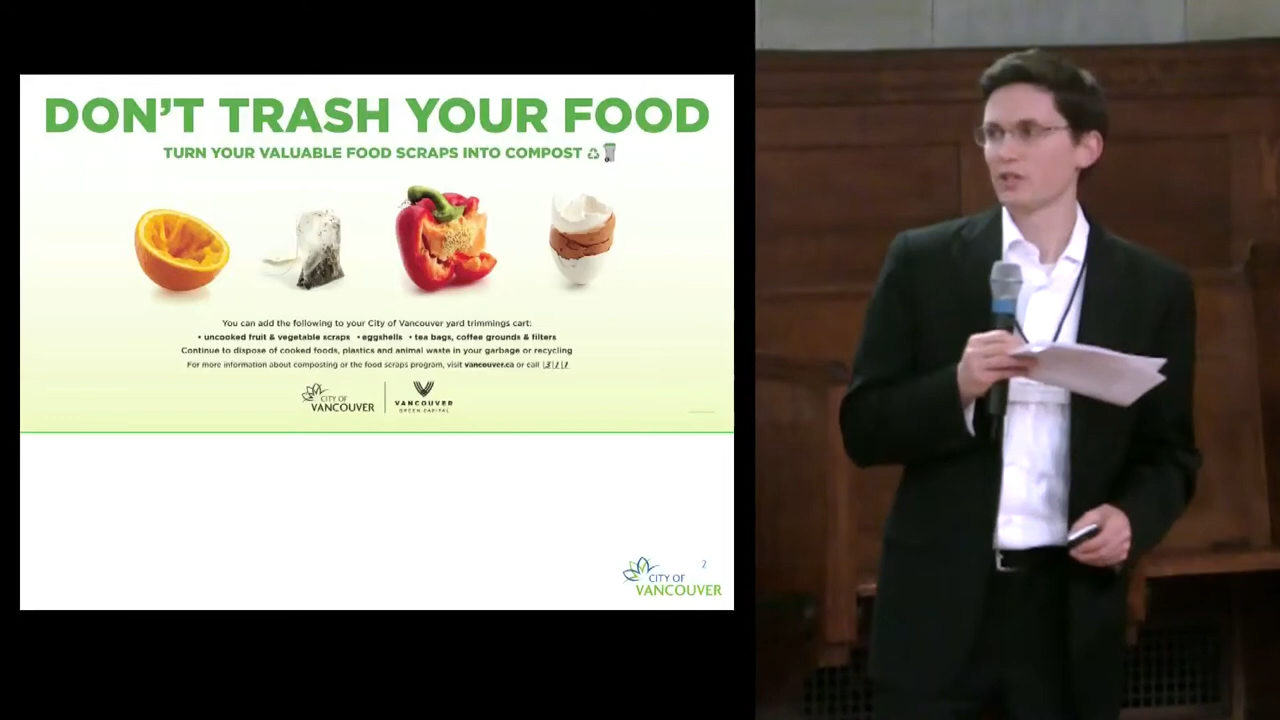 DON'T TRASH YOUR FOOD
TURN YOUR VALUABLE FOOD SCRAPS INTO COMPOST
You can add the following to your City of Vancouver yard trimmings cart:
• uncooked fruit & vegetable scraps • eggshells • tea bags, coffee grounds & filters
Continue to dispose of cooked foods, plastics and animal waste in your garbage or recycling
For more information about composting or the food scraps program, visit vancouver.ca or call 3/1/1
CITY OF
VANCOUVER
VANCOUVER
GREEN CAPITAL
2
CITY OF
VANCOUVER